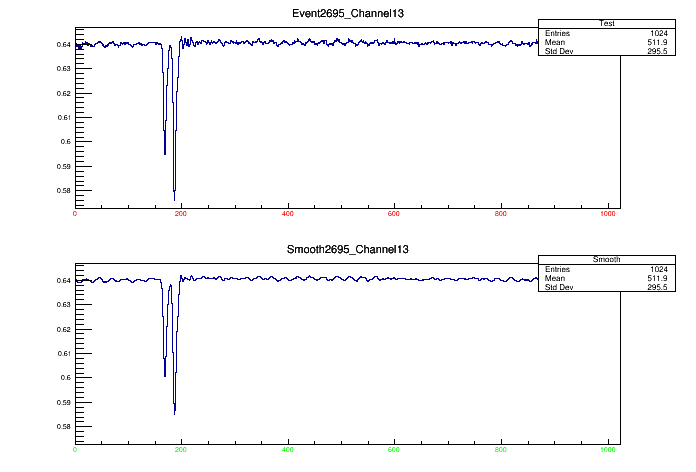 Event2695_Channel13
Test
Entries 1024
Mean 511.9
Std Dev 295.5
0.64
0.63
0.62
0.61
0.6
0.59
0.58
0 200 400 600 800 1000
Smooth2695_Channel13
Smooth
Entries 1024
Mean 511.9
Std Dev 295.5
0.64
0.63
0.62
0.61
0.6
0.59
0.58
0 200 400 600 800 1000